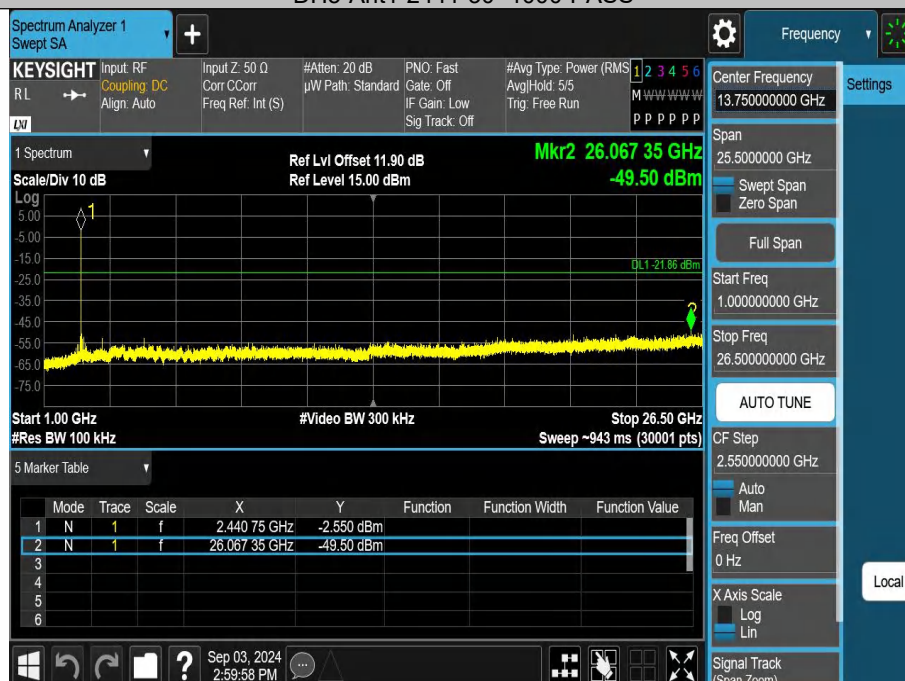 Spectrum Analyzer 1
Swept SA
+
Frequency
KEYSIGHT
RL
LXI
Input: RF
Coupling: DC
Align: Auto
Input Z: 50 Ω
Corr CCorr
Freq Ref: Int (S)
#Atten: 20 dB
µW Path: Standard
PNO: Fast
Gate: Off
IF Gain: Low
Sig Track: Off
#Avg Type: Power (RMS
Avg|Hold: 5/5
Trig: Free Run
1 2 3 4 5 6
M W W W W W
P P P P P P
1 Spectrum
Scale/Div 10 dB
Ref Lvl Offset 11.90 dB
Ref Level 15.00 dBm
Mkr2 26.067 35 GHz
-49.50 dBm
Log
5.00
-5.00
-15.0
-25.0
-35.0
-45.0
-55.0
-65.0
-75.0
1
DL1 -21.86 dBm
2
Start 1.00 GHz
#Video BW 300 kHz
Stop 26.50 GHz
#Res BW 100 kHz
Sweep ~943 ms (30001 pts)
5 Marker Table
Mode Trace Scale X Y Function Function Width Function Value
1 N 1 f 2.440 75 GHz -2.550 dBm
2 N 1 f 26.067 35 GHz -49.50 dBm
3
4
5
6
?
Sep 03, 2024
2:59:58 PM
Center Frequency
13.750000000 GHz
Settings
Span
25.5000000 GHz
Swept Span
Zero Span
Full Span
Start Freq
1.000000000 GHz
Stop Freq
26.500000000 GHz
AUTO TUNE
CF Step
2.550000000 GHz
Auto
Man
Freq Offset
0 Hz
Local
X Axis Scale
Log
Lin
Signal Track
(Span Zoom)